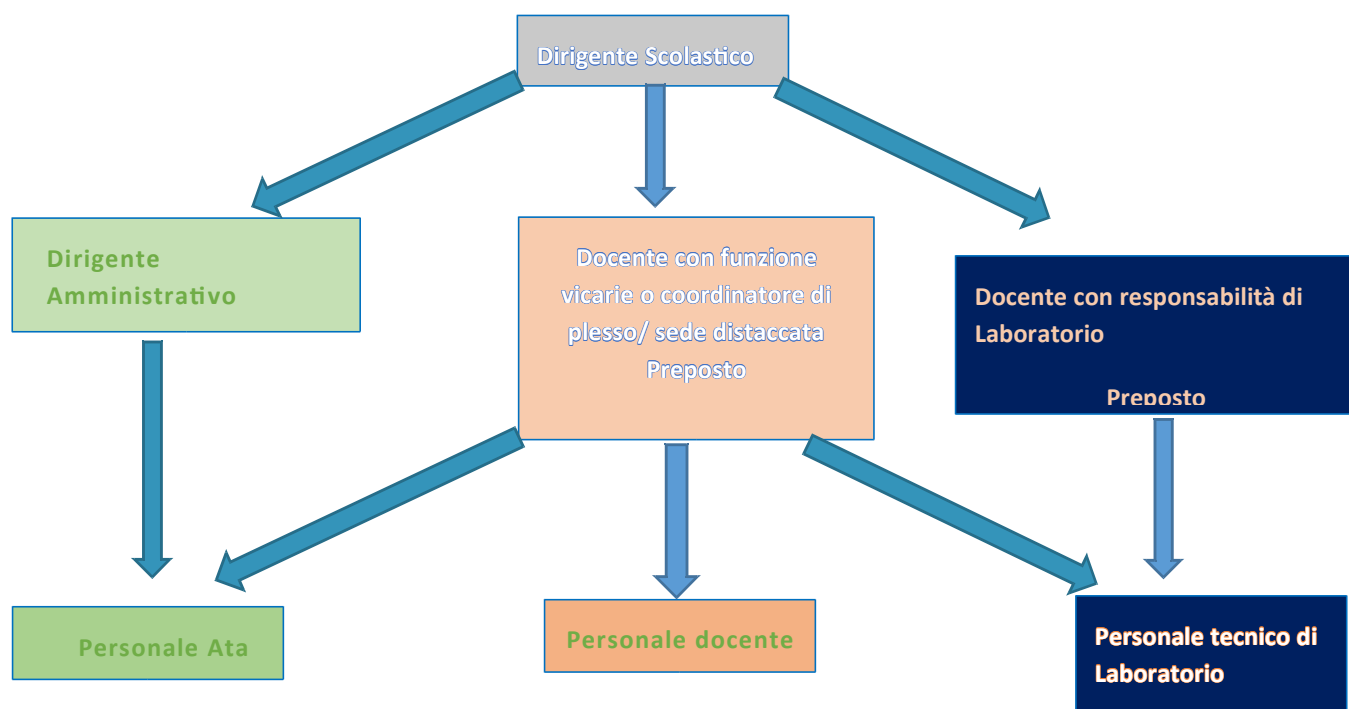 Dirigente Scolastico
Dirigente
Amministrativo
Docente con funzione
vicarie o coordinatore di
plesso/ sede distaccata
Preposto
Docente con responsabilità di
Laboratorio
Preposto
Personale Ata
Personale docente
Personale tecnico di
Laboratorio